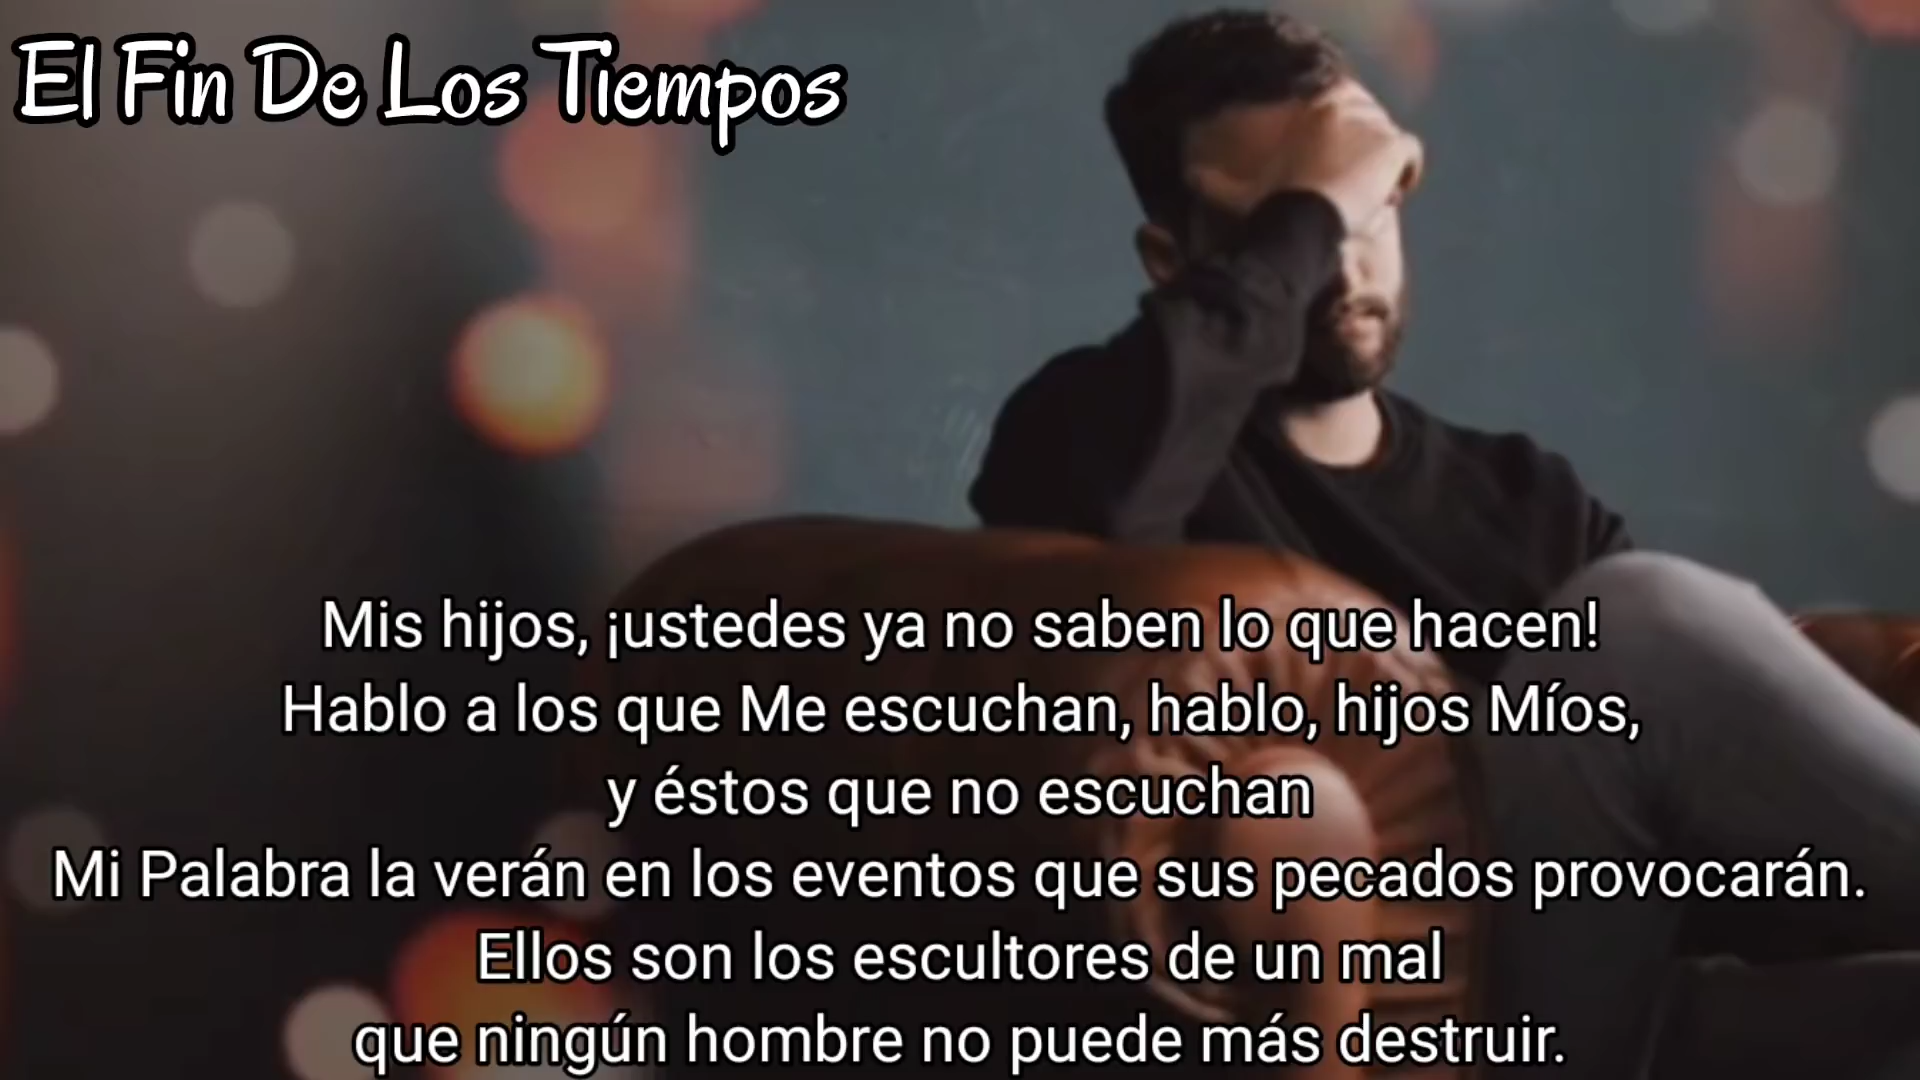 El Fin De Los Tiempos
Mis hijos, ¡ustedes ya no saben lo que hacen!
Hablo a los que Me escuchan, hablo, hijos Míos,
y éstos que no escuchan
Mi Palabra la verán en los eventos que sus pecados provocarán.
Ellos son los escultores de un mal
que ningún hombre no puede más destruir.